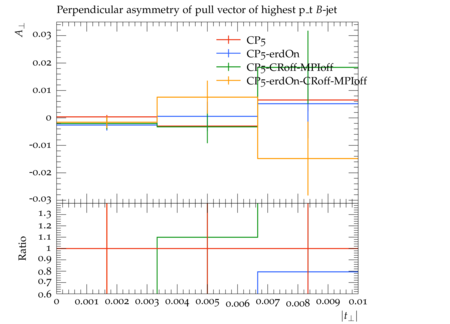 Perpendicular asymmetry of pull vector of highest p_t B-jet
A⊥
0.03
0.02
0.01
0
-0.01
-0.02
-0.03
CP5
CP5-erdOn
CP5-CRoff-MPIoff
CP5-erdOn-CRoff-MPIoff
Ratio
1.3
1.2
1.1
1
0.9
0.8
0.7
0.6
0 0.001 0.002 0.003 0.004 0.005 0.006 0.007 0.008 0.009 0.01
|t⊥|